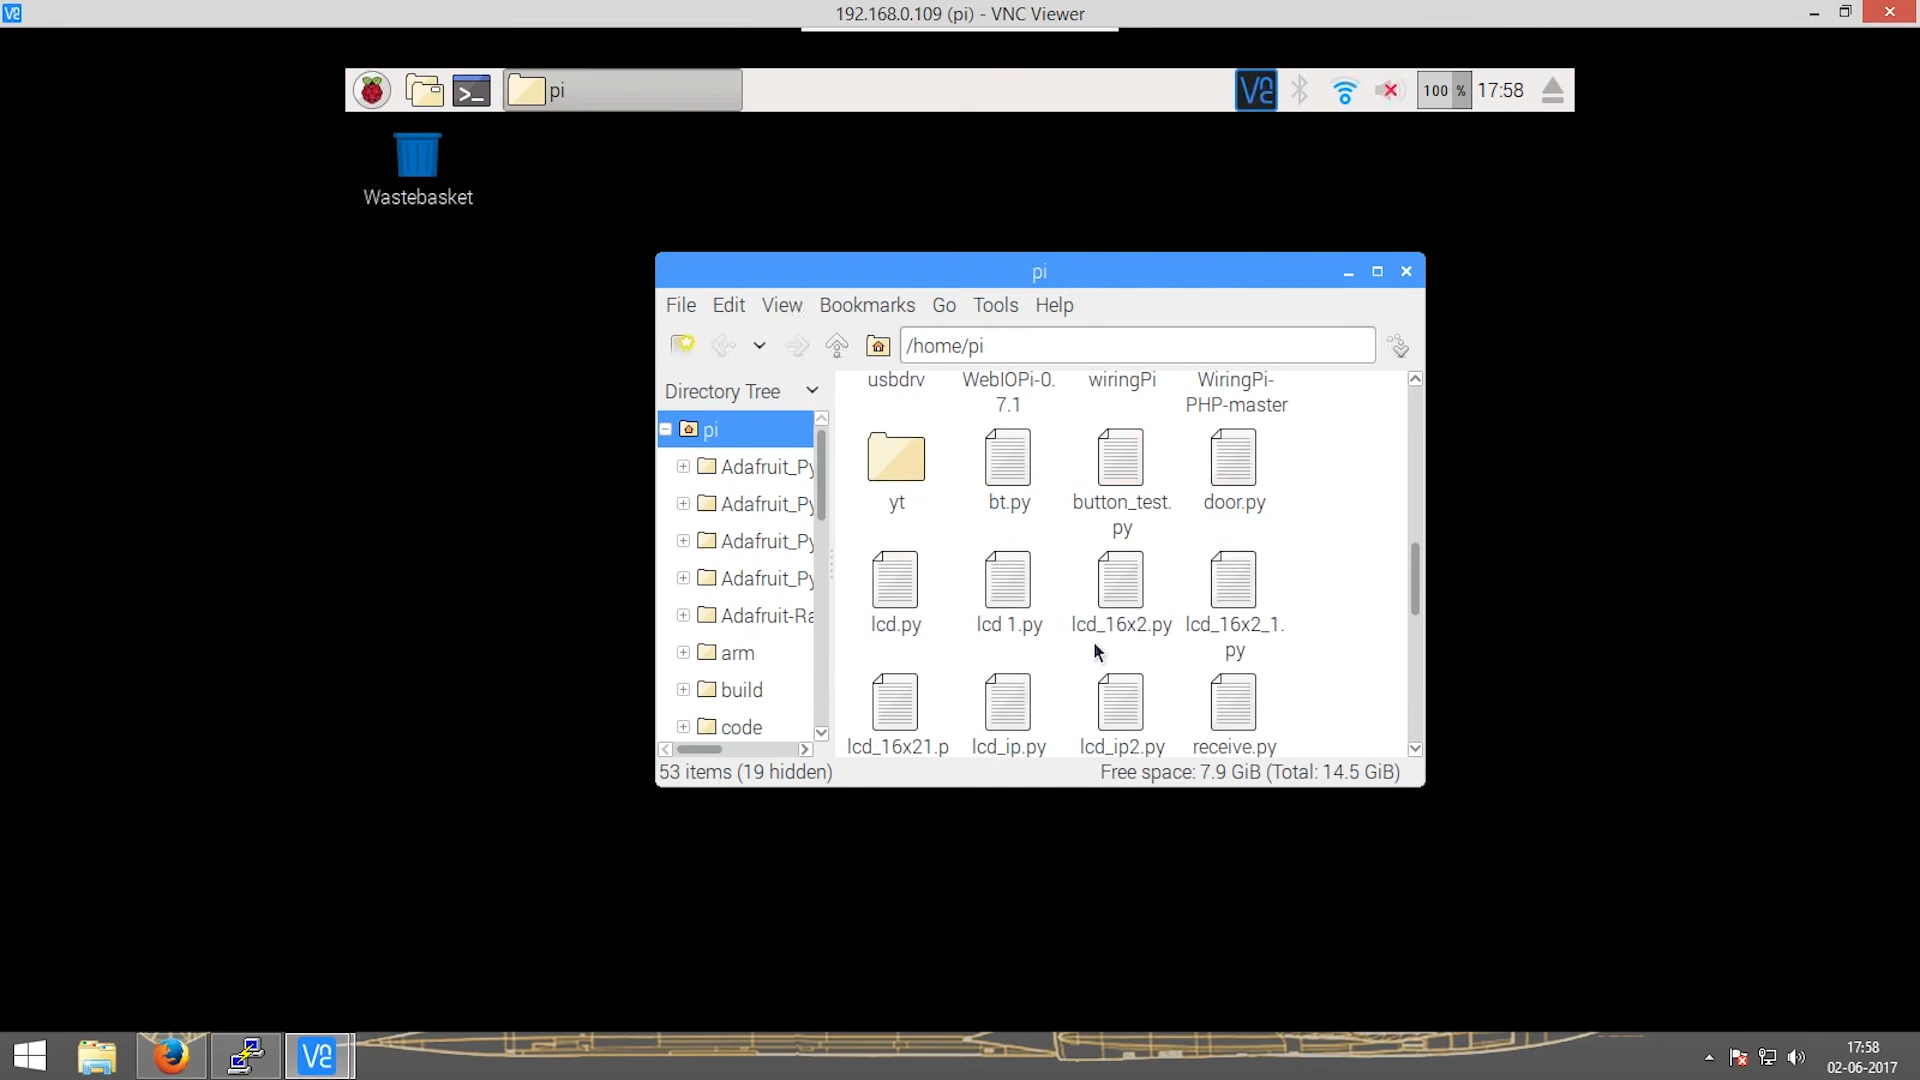 192.168.0.109 (pi) - VNC Viewer
pi
100 %
17:58
Wastebasket
pi
File Edit View Bookmarks Go Tools Help
/home/pi
Directory Tree
pi
Adafruit_Py
Adafruit_Py
Adafruit_Py
Adafruit_Py
Adafruit-Ra
arm
build
code
usbdrv
WebIOPi-0.
7.1
wiringPi
WiringPi-
PHP-master
yt
bt.py
button_test.
py
door.py
lcd.py
lcd 1.py
lcd_16x2.py
lcd_16x2_1.
py
lcd_16x21.p
lcd_ip.py
lcd_ip2.py
receive.py
53 items (19 hidden)
Free space: 7.9 GiB (Total: 14.5 GiB)
17:58
02-06-2017